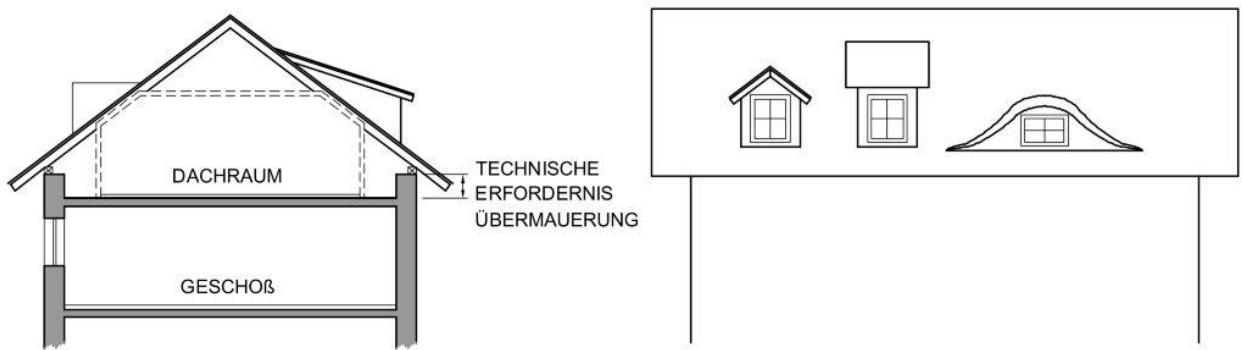 DACHRAUM
TECHNISCHE
ERFORDERNIS
ÜBERMAUERUNG
GESCHOß